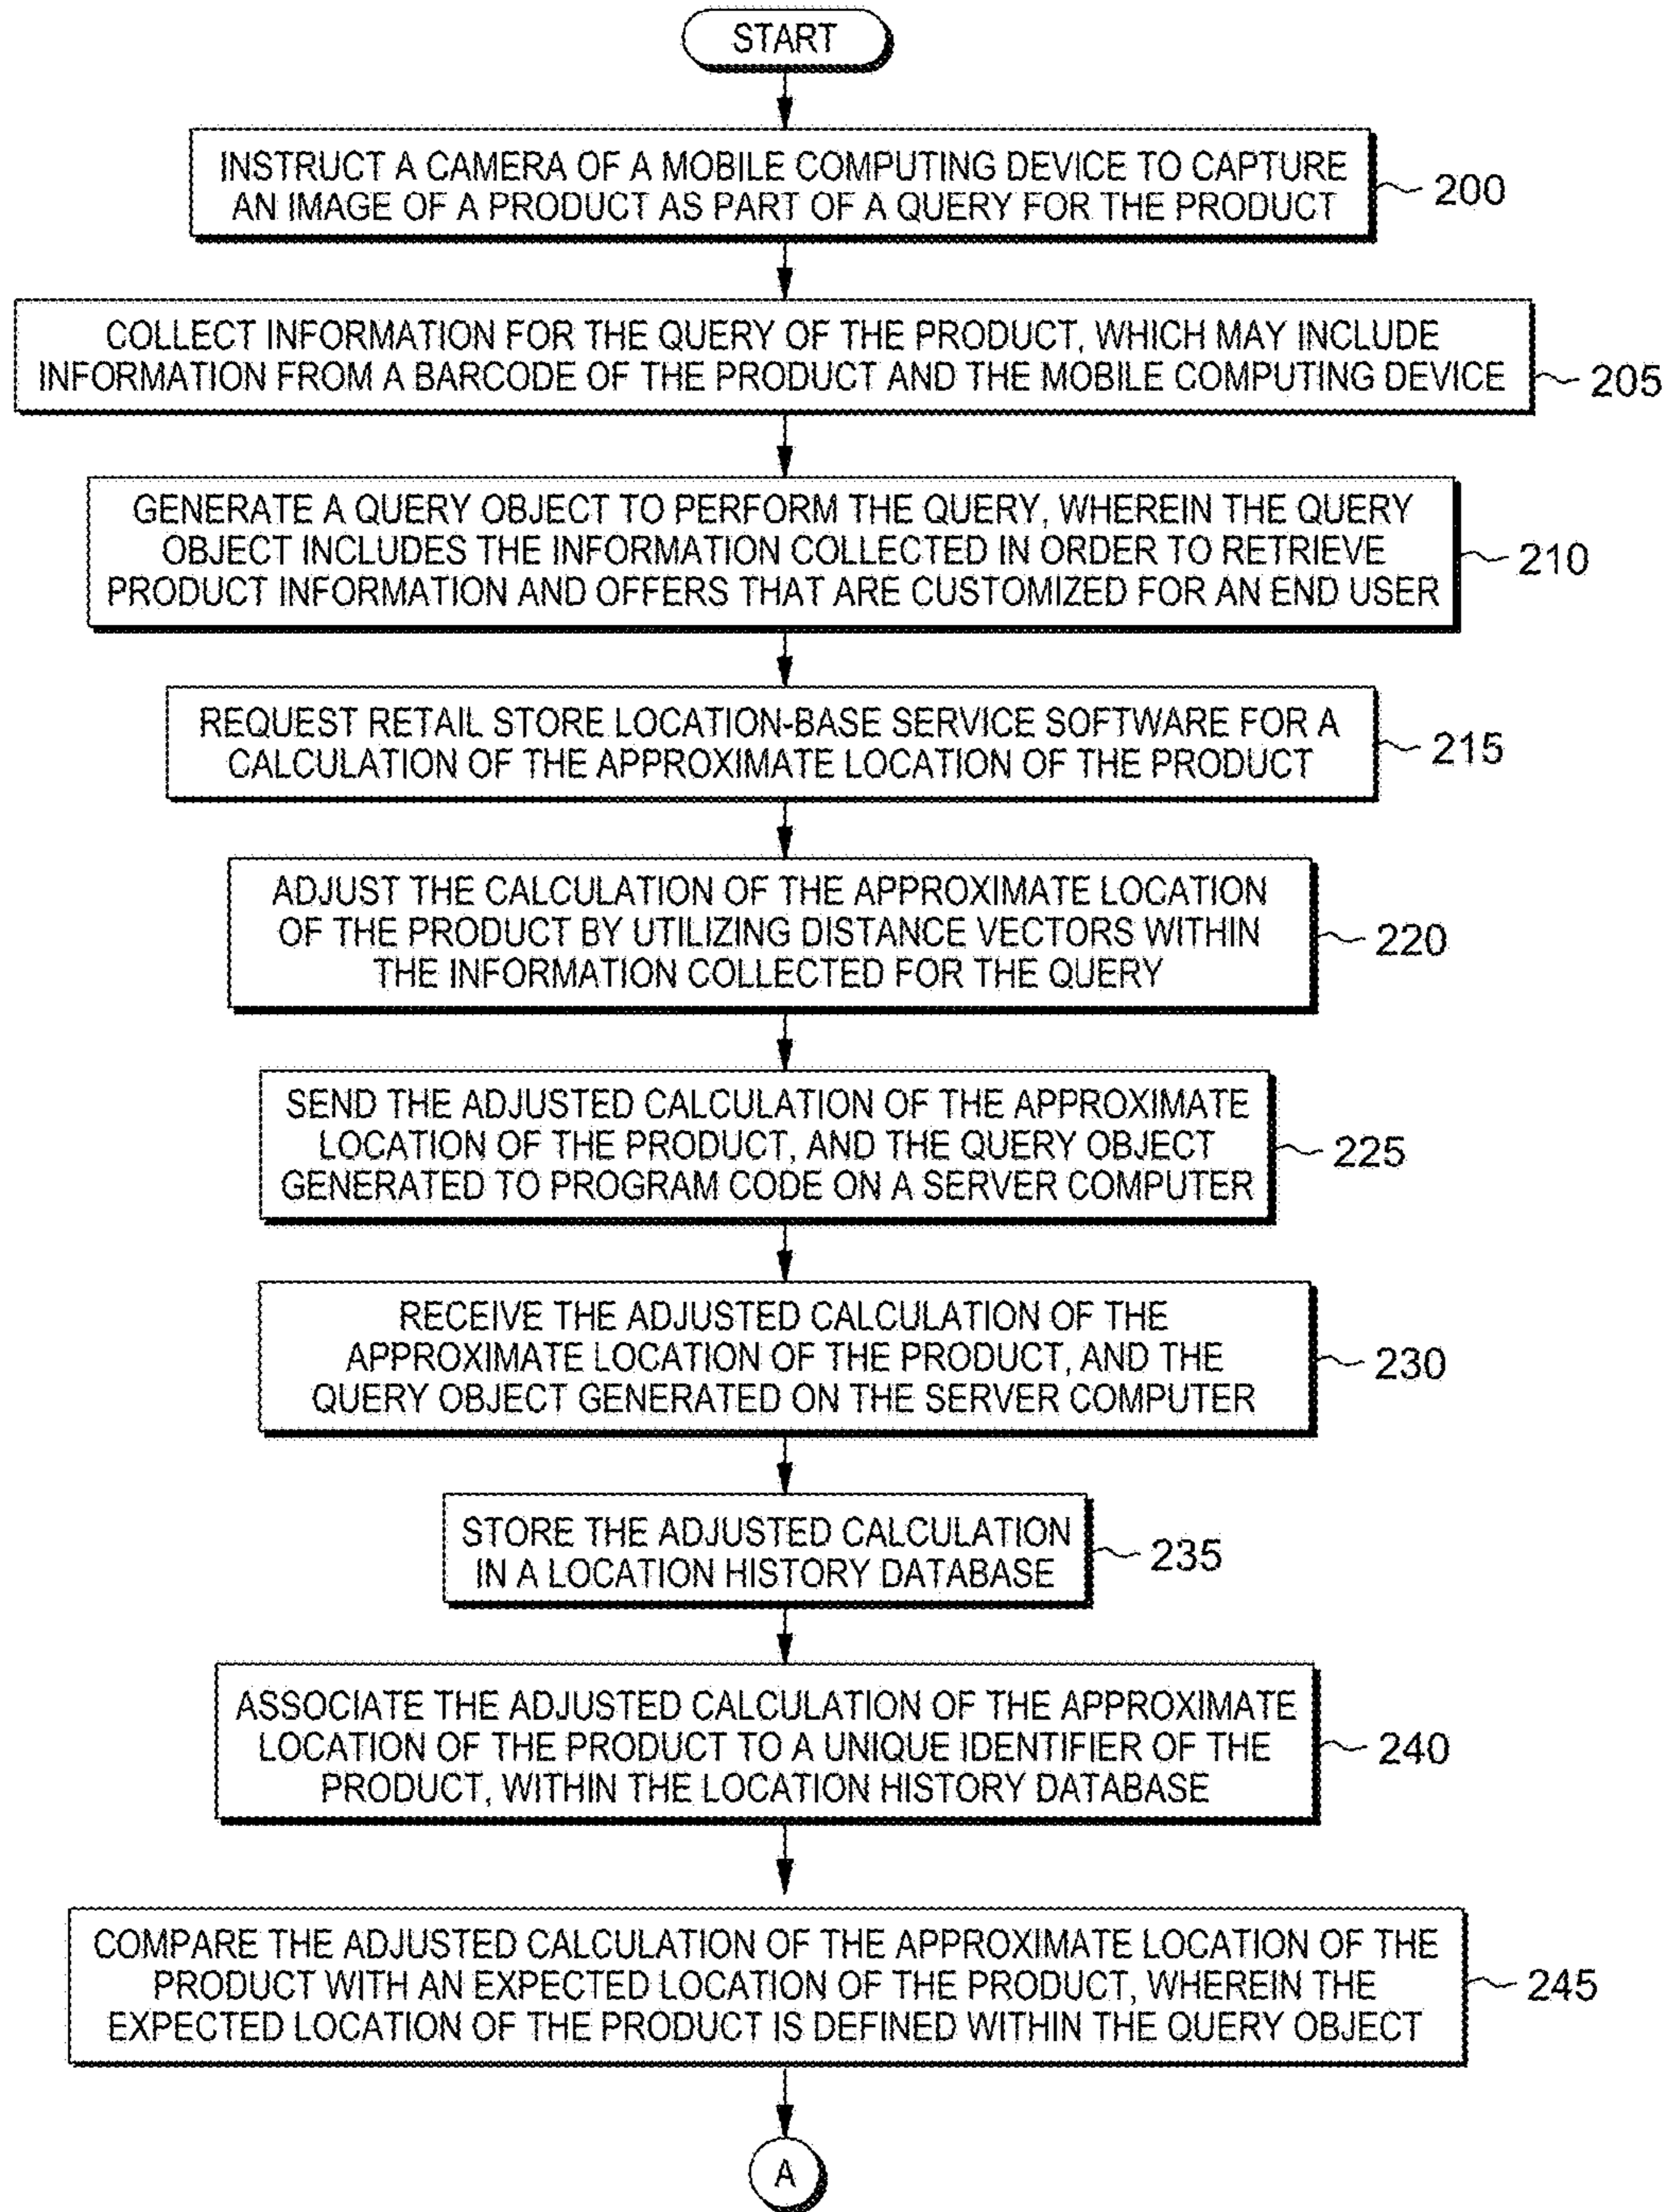 START
INSTRUCT A CAMERA OF A MOBILE COMPUTING DEVICE TO CAPTURE
AN IMAGE OF A PRODUCT AS PART OF A QUERY FOR THE PRODUCT
200
COLLECT INFORMATION FOR THE QUERY OF THE PRODUCT, WHICH MAY INCLUDE
INFORMATION FROM A BARCODE OF THE PRODUCT AND THE MOBILE COMPUTING DEVICE
205
GENERATE A QUERY OBJECT TO PERFORM THE QUERY, WHEREIN THE QUERY
OBJECT INCLUDES THE INFORMATION COLLECTED IN ORDER TO RETRIEVE
PRODUCT INFORMATION AND OFFERS THAT ARE CUSTOMIZED FOR AN END USER
210
REQUEST RETAIL STORE LOCATION-BASE SERVICE SOFTWARE FOR A
CALCULATION OF THE APPROXIMATE LOCATION OF THE PRODUCT
215
ADJUST THE CALCULATION OF THE APPROXIMATE LOCATION
OF THE PRODUCT BY UTILIZING DISTANCE VECTORS WITHIN
THE INFORMATION COLLECTED FOR THE QUERY
220
SEND THE ADJUSTED CALCULATION OF THE APPROXIMATE
LOCATION OF THE PRODUCT, AND THE QUERY OBJECT
GENERATED TO PROGRAM CODE ON A SERVER COMPUTER
225
RECEIVE THE ADJUSTED CALCULATION OF THE
APPROXIMATE LOCATION OF THE PRODUCT, AND THE
QUERY OBJECT GENERATED ON THE SERVER COMPUTER
230
STORE THE ADJUSTED CALCULATION
IN A LOCATION HISTORY DATABASE
235
ASSOCIATE THE ADJUSTED CALCULATION OF THE APPROXIMATE
LOCATION OF THE PRODUCT TO A UNIQUE IDENTIFIER OF THE
PRODUCT, WITHIN THE LOCATION HISTORY DATABASE
240
COMPARE THE ADJUSTED CALCULATION OF THE APPROXIMATE LOCATION OF THE
PRODUCT WITH AN EXPECTED LOCATION OF THE PRODUCT, WHEREIN THE
EXPECTED LOCATION OF THE PRODUCT IS DEFINED WITHIN THE QUERY OBJECT
245
A